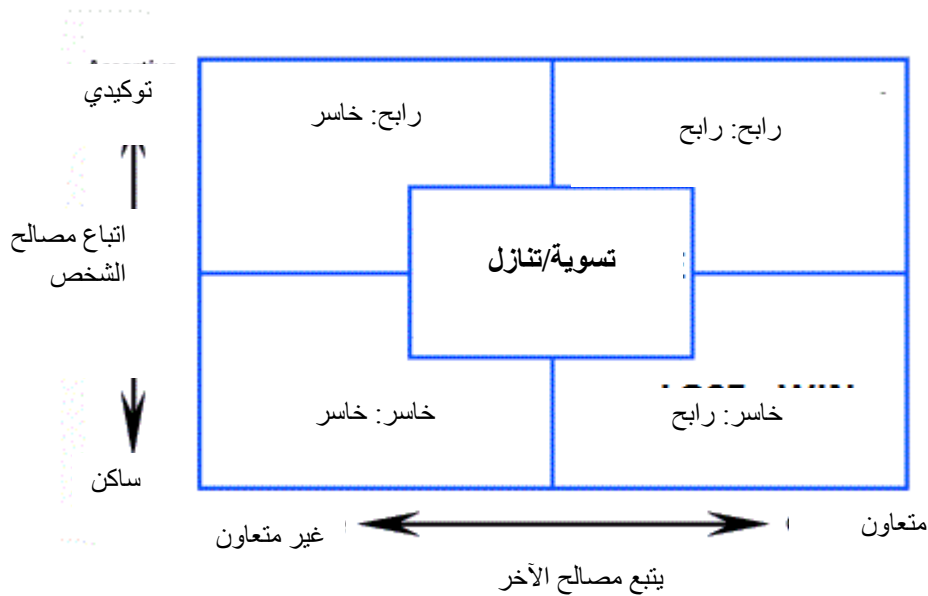 توكيدي
رابح: خاسر
رابح: رابح
اتباع مصالح
الشخص
تسوية/تنازل
خاسر: خاسر
خاسر: رابح
ساكن
متعاون
غير متعاون
يتبع مصالح الآخر